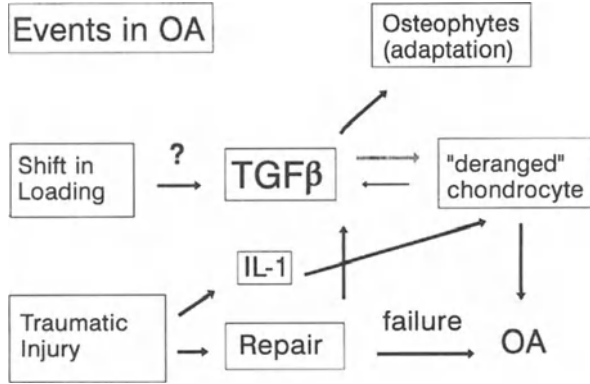 Events in OA
Osteophytes
(adaptation)
?
Shift in
Loading
TGFβ
"deranged"
chondrocyte
IL-1
Traumatic
Injury
Repair
failure
OA